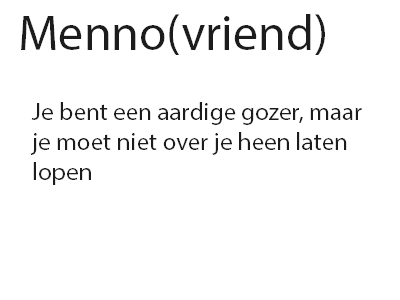 Menno(vriend)
Je bent een aardige gozer, maar
je moet niet over je heen laten
lopen